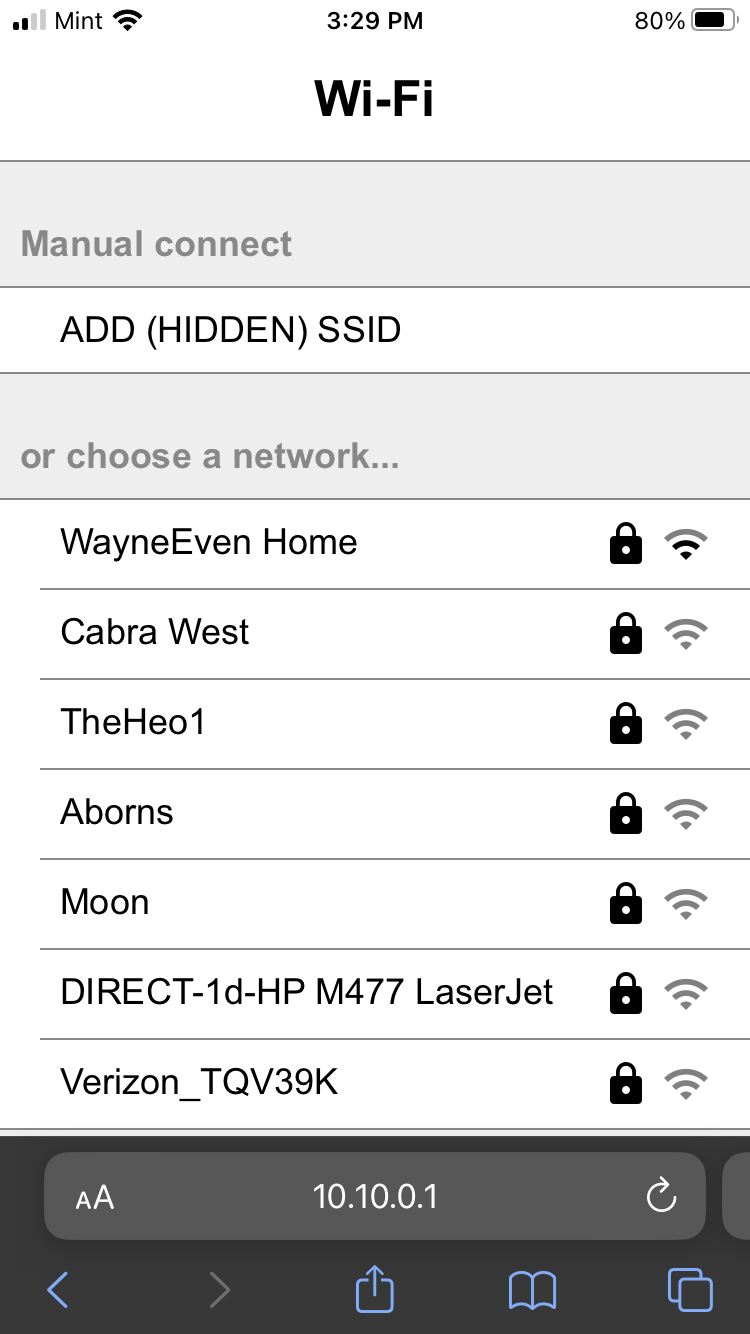 Mint 3:29 PM 80%
Wi-Fi
Manual connect
ADD (HIDDEN) SSID
or choose a network...
WayneEven Home
Cabra West
TheHeo1
Aborns
Moon
DIRECT-1d-HP M477 LaserJet
Verizon_TQV39K
AA 10.10.0.1